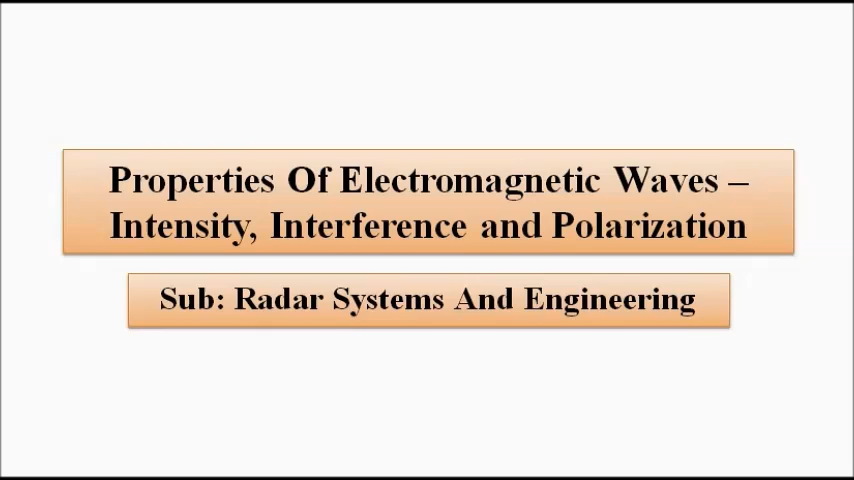 Properties Of Electromagnetic Waves –
Intensity, Interference and Polarization
Sub: Radar Systems And Engineering